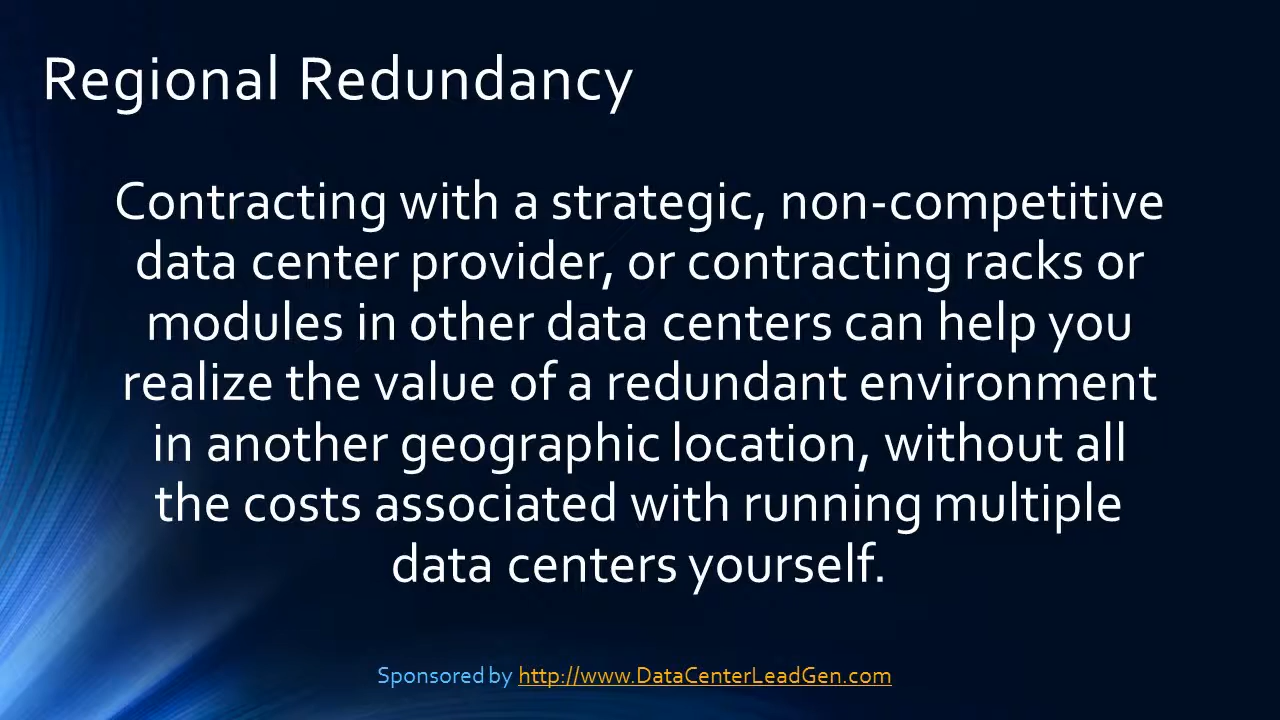 Regional Redundancy
Contracting with a strategic, non-competitive
data center provider, or contracting racks or
modules in other data centers can help you
realize the value of a redundant environment
in another geographic location, without all
the costs associated with running multiple
data centers yourself.
Sponsored by http://www.DataCenterLeadGen.com